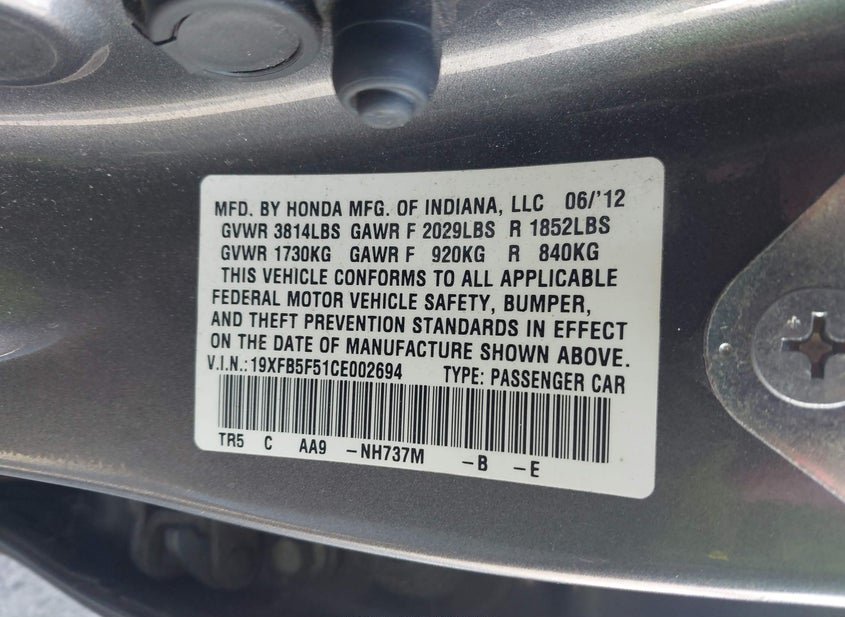 MFD. BY HONDA MFG. OF INDIANA, LLC 06/'12
GVWR 3814LBS GAWR F 2029LBS R 1852LBS
GVWR 1730KG GAWR F 920KG R 840KG
THIS VEHICLE CONFORMS TO ALL APPLICABLE
FEDERAL MOTOR VEHICLE SAFETY, BUMPER,
AND THEFT PREVENTION STANDARDS IN EFFECT
ON THE DATE OF MANUFACTURE SHOWN ABOVE.
V.I.N.:19XFB5F51CE002694 TYPE: PASSENGER CAR
TR5 C AA9 –NH737M –B –E